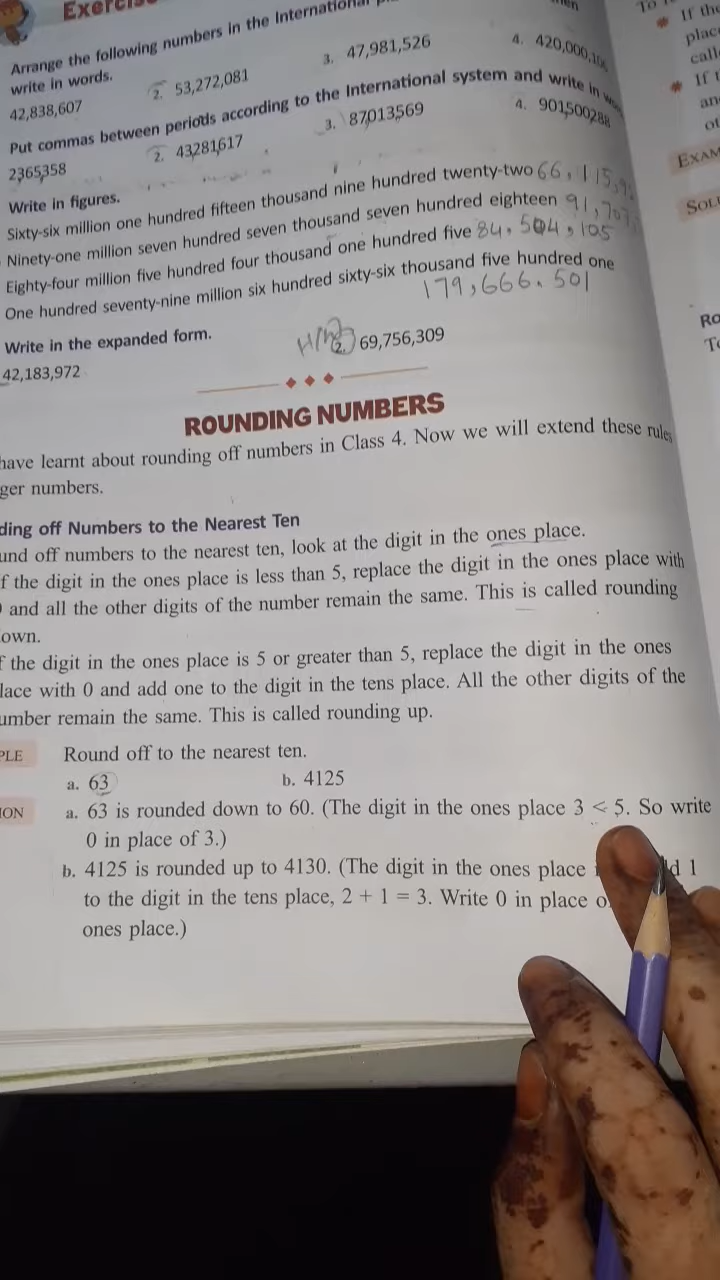 Exercise
Arrange the following numbers in the International
write in words.
42,838,607 2. 53,272,081 3. 47,981,526 4. 420,000,10
Put commas between periods according to the International system and write in
2365358 2. 43281617 3. 87013569 4. 901500288
Write in figures.
Sixty-six million one hundred fifteen thousand nine hundred twenty-two 66,115,9
Ninety-one million seven hundred seven thousand seven hundred eighteen 91,707
Eighty-four million five hundred four thousand one hundred five 84,504,105
One hundred seventy-nine million six hundred sixty-six thousand five hundred one
179,666.501
Write in the expanded form.
42,183,972 2. 69,756,309
ROUNDING NUMBERS
have learnt about rounding off numbers in Class 4. Now we will extend these rules
ger numbers.
ding off Numbers to the Nearest Ten
und off numbers to the nearest ten, look at the digit in the ones place.
f the digit in the ones place is less than 5, replace the digit in the ones place with
and all the other digits of the number remain the same. This is called rounding
own.
f the digit in the ones place is 5 or greater than 5, replace the digit in the ones
lace with 0 and add one to the digit in the tens place. All the other digits of the
umber remain the same. This is called rounding up.
PLE Round off to the nearest ten.
a. 63 b. 4125
ION a. 63 is rounded down to 60. (The digit in the ones place 3 < 5. So write
0 in place of 3.)
b. 4125 is rounded up to 4130. (The digit in the ones place d 1
to the digit in the tens place, 2 + 1 = 3. Write 0 in place o
ones place.)
To
If the
place
call
If t
an
ot
EXAM
SOLU
Ro
To